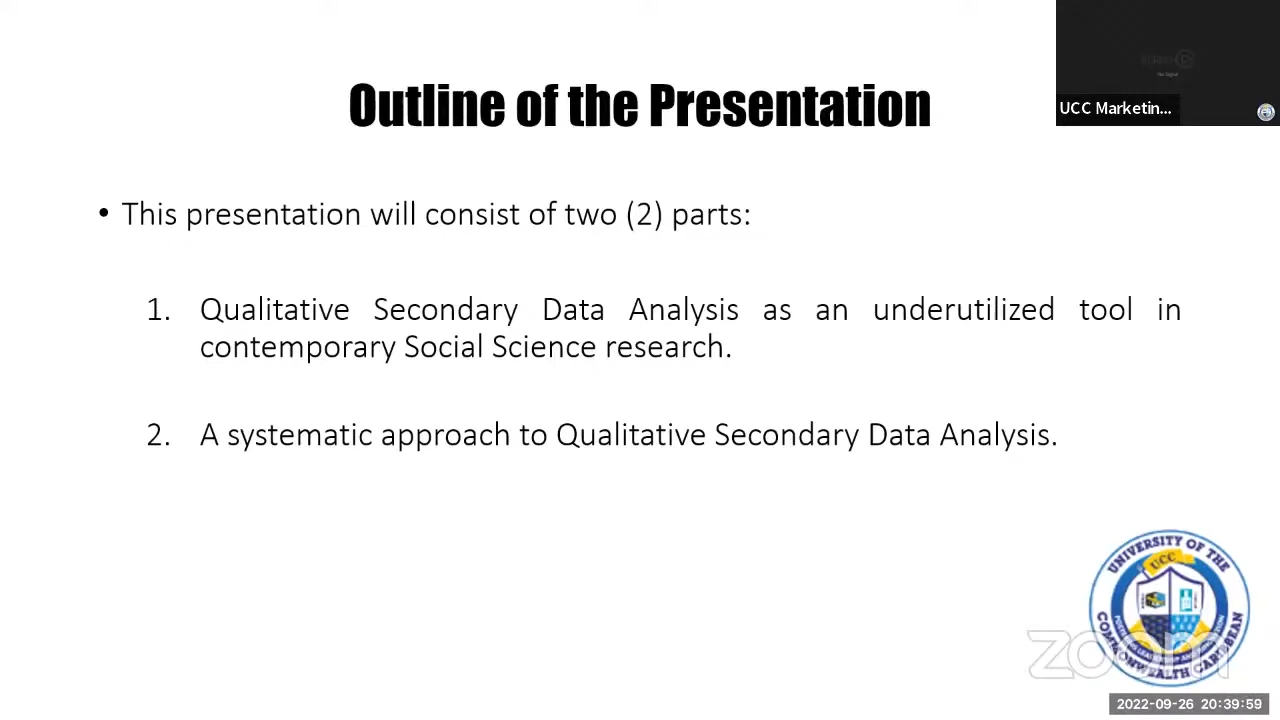 Outline of the Presentation
UCC Marketin...
• This presentation will consist of two (2) parts:
1. Qualitative Secondary Data Analysis as an underutilized tool in
contemporary Social Science research.
2. A systematic approach to Qualitative Secondary Data Analysis.
UNIVERSITY OF THE
UCC
COMMONWEALTH CARIBBEAN
zoom
2022-09-26 20:39:59